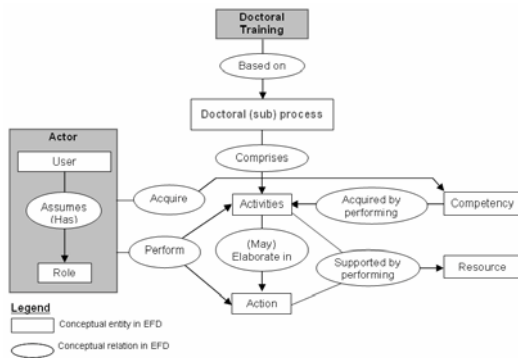 Doctoral
Training
Based on
Doctoral (sub) process
Comprises
Actor
User
Assumes
(Has)
Role
Acquire
Perform
Activities
Acquired by
performing
Competency
(May)
Elaborate in
Supported by
performing
Resource
Action
Legend
Conceptual entity in EFD
Conceptual relation in EFD